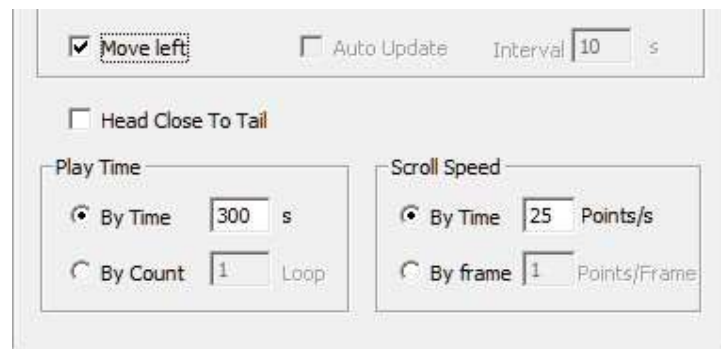 Move left Auto Update Interval 10 s
Head Close To Tail
Play Time Scroll Speed
By Time 300 s By Time 25 Points/s
By Count 1 Loop By frame 1 Points/Frame